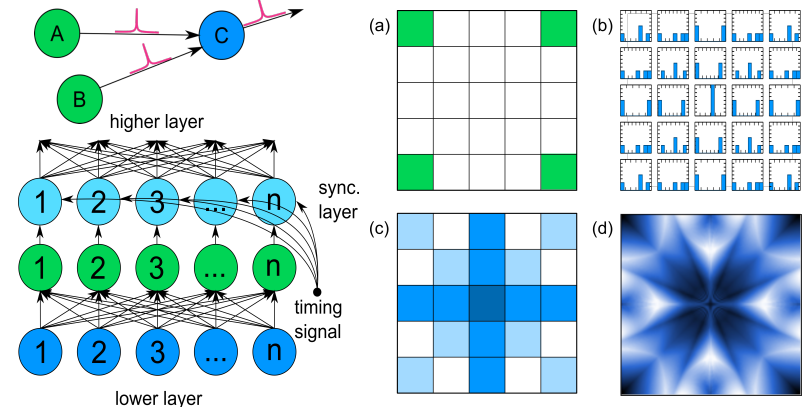 A
C
B
higher layer
1 2 3 ... n
sync.
layer
1 2 3 ... n
timing
signal
1 2 3 ... n
lower layer
(a)
(b)
(c)
(d)